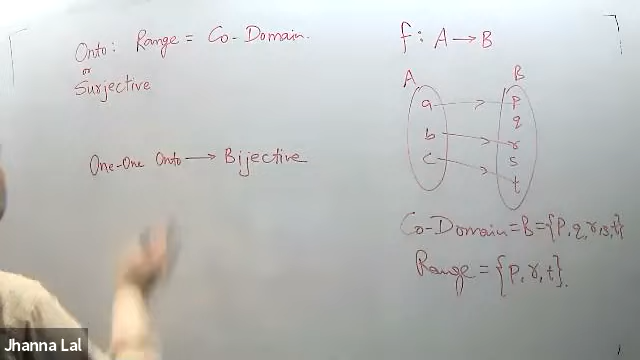 Onto: Range = Co-Domain.
or
Surjective
One-One Onto → Bijective
f: A → B
A
B
a
b
c
p
q
r
s
t
Co-Domain = B = {P, q, r, s, t}
Range = {P, r, t}.
Jhanna Lal